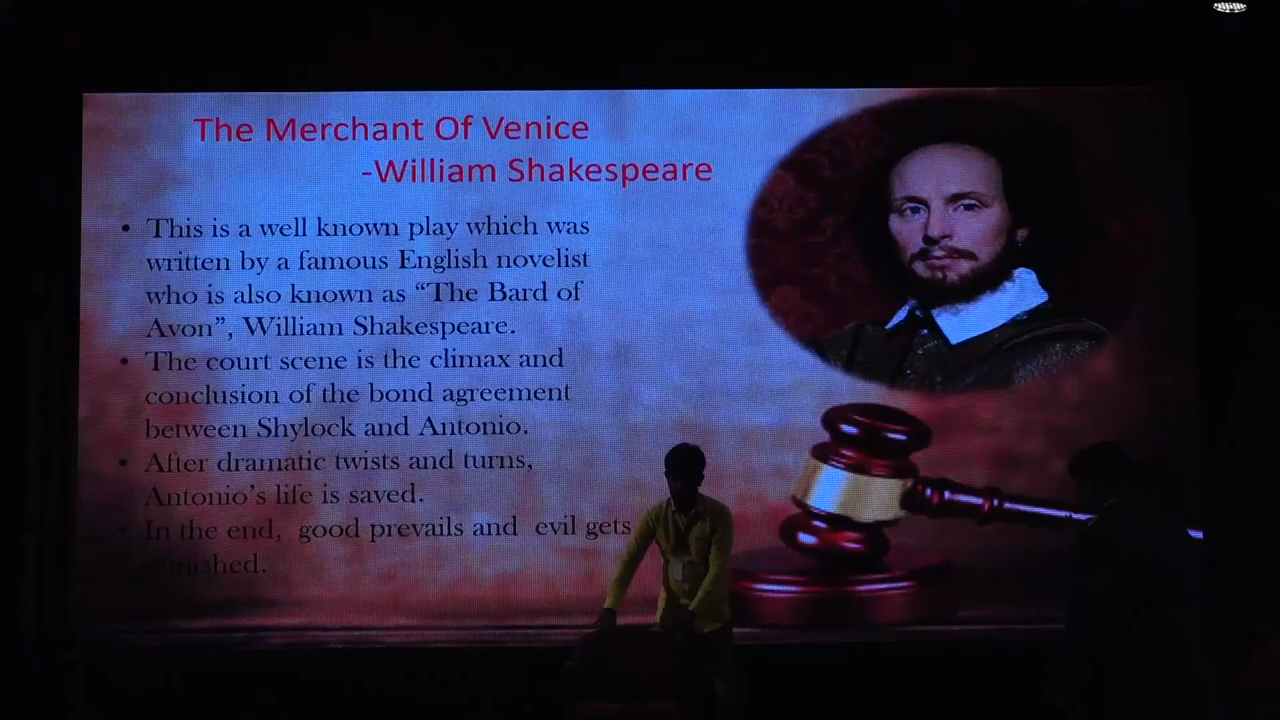 The Merchant Of Venice
-William Shakespeare
• This is a well known play which was
written by a famous English novelist
who is also known as “The Bard of
Avon”, William Shakespeare.
• The court scene is the climax and
conclusion of the bond agreement
between Shylock and Antonio.
• After dramatic twists and turns,
Antonio’s life is saved.
• In the end, good prevails and evil gets
punished.